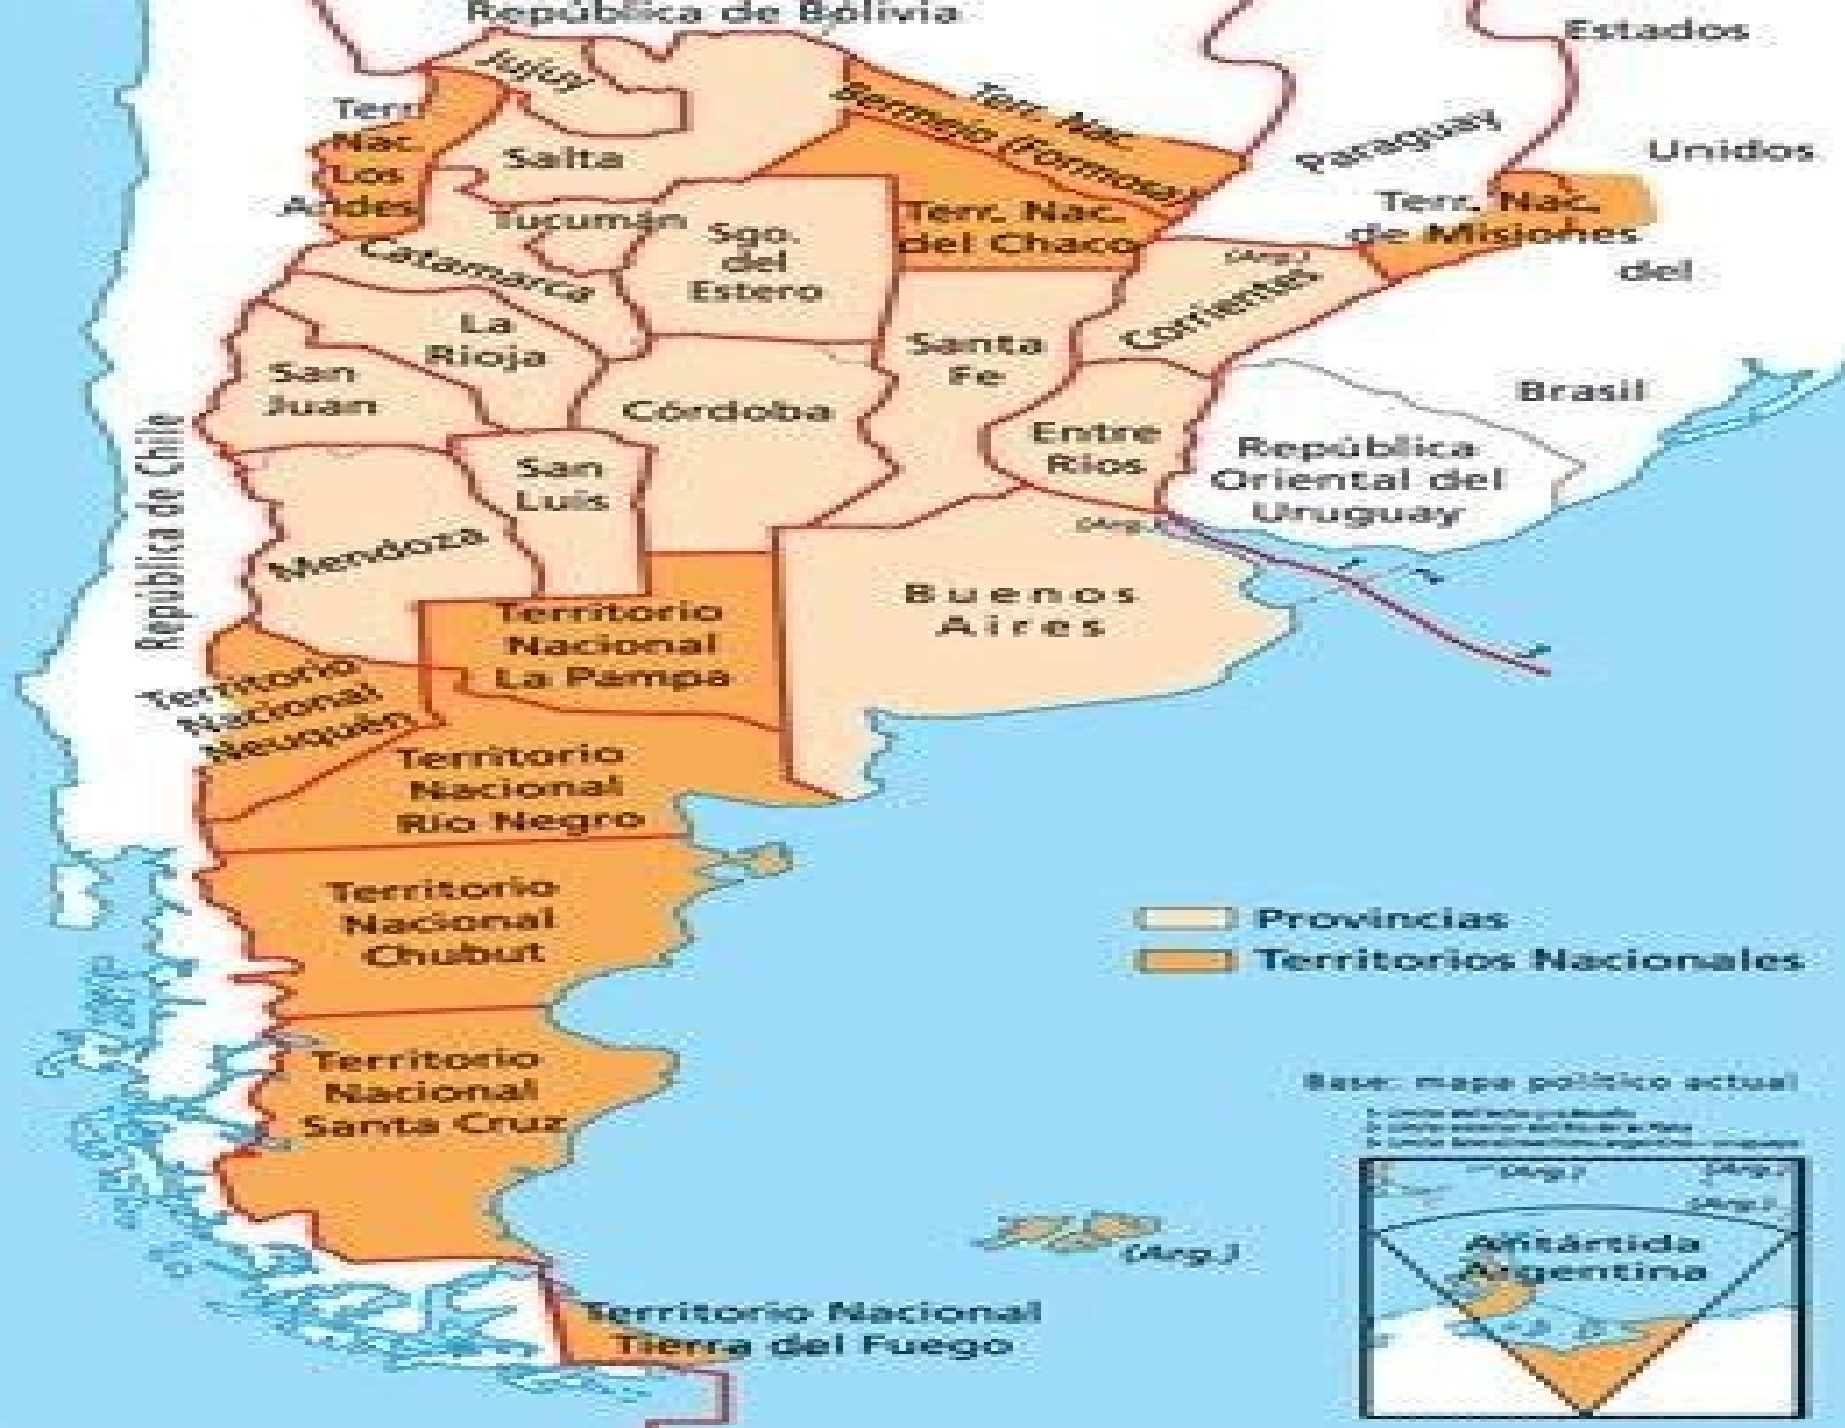 República de Bolivia
Estados
Unidos
del
Brasil
Paraguay
Jujuy
Terr. Nac.
Bermejo (Formosa)
Terr.
Nac.
Los
Andes
Salta
Terr. Nac.
de Misiones
Terr. Nac.
del Chaco
Tucumán
Sgo.
del
Estero
Catamarca
(Arg.)
Corrientes
La
Rioja
Santa
Fe
San
Juan
Córdoba
Entre
Ríos
República
Oriental del
Uruguay
República de Chile
San
Luis
Mendoza
(Arg.)
Buenos
Aires
Territorio
Nacional
La Pampa
Territorio
Nacional
Neuquén
Territorio
Nacional
Río Negro
Territorio
Nacional
Chubut
Provincias
Territorios Nacionales
Territorio
Nacional
Santa Cruz
Base: mapa político actual
(Arg.)
(Arg.)
(Arg.)
(Arg.)
Antártida
Argentina
Territorio Nacional
Tierra del Fuego